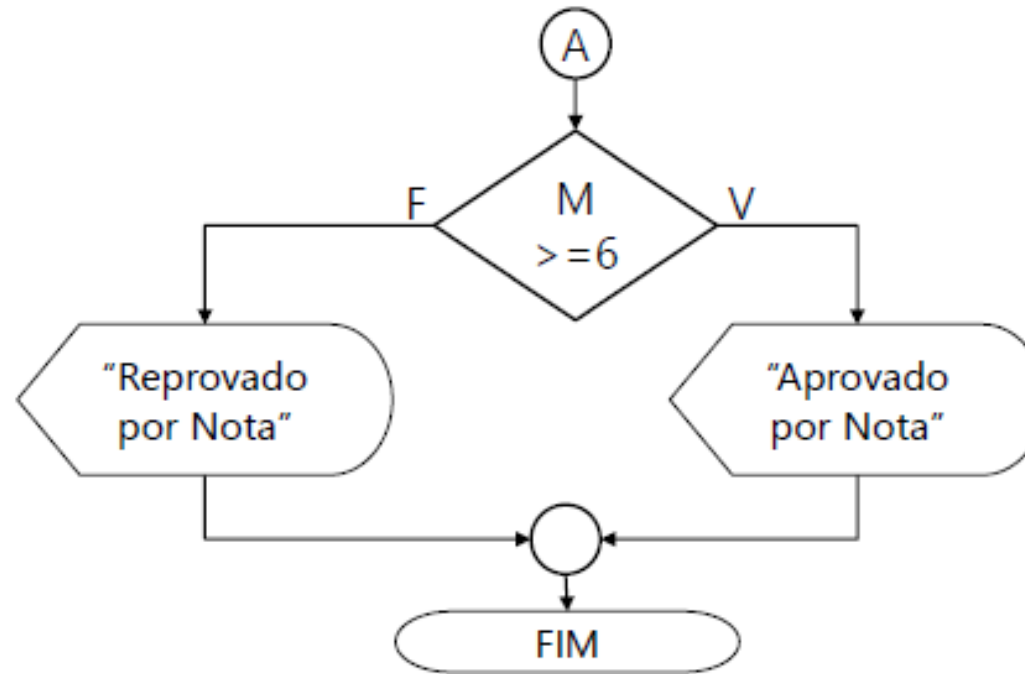 A
F
M
>=6
V
“Reprovado
por Nota”
“Aprovado
por Nota”
FIM